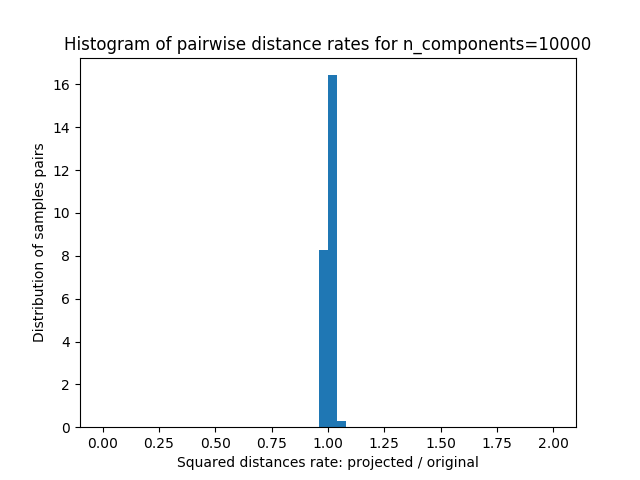 Histogram of pairwise distance rates for n_components=10000
16
14
12
10
8
6
4
2
0
Distribution of samples pairs
0.00 0.25 0.50 0.75 1.00 1.25 1.50 1.75 2.00
Squared distances rate: projected / original